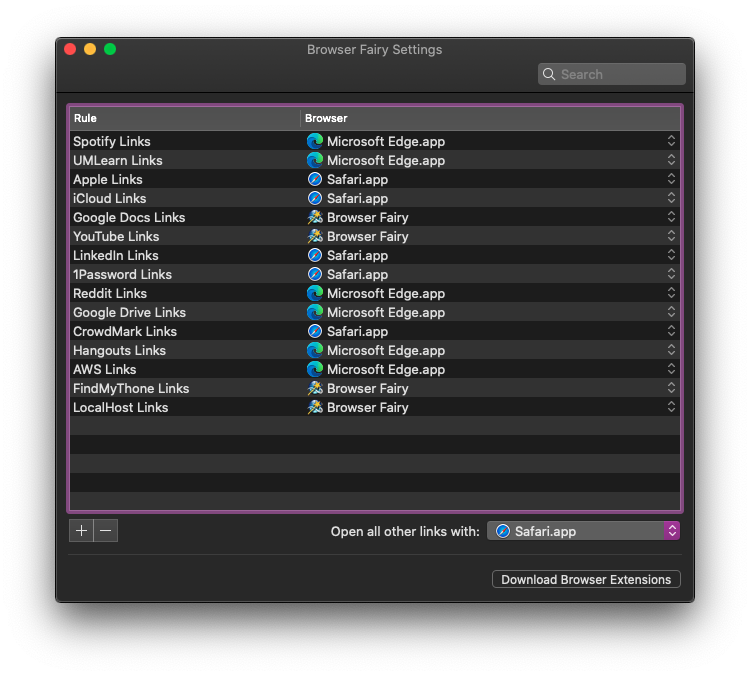 Browser Fairy Settings
Search
Rule Browser
Spotify Links Microsoft Edge.app
UMLearn Links Microsoft Edge.app
Apple Links Safari.app
iCloud Links Safari.app
Google Docs Links Browser Fairy
YouTube Links Browser Fairy
LinkedIn Links Safari.app
1Password Links Safari.app
Reddit Links Microsoft Edge.app
Google Drive Links Microsoft Edge.app
CrowdMark Links Safari.app
Hangouts Links Microsoft Edge.app
AWS Links Microsoft Edge.app
FindMyThone Links Browser Fairy
LocalHost Links Browser Fairy
Open all other links with: Safari.app
Download Browser Extensions